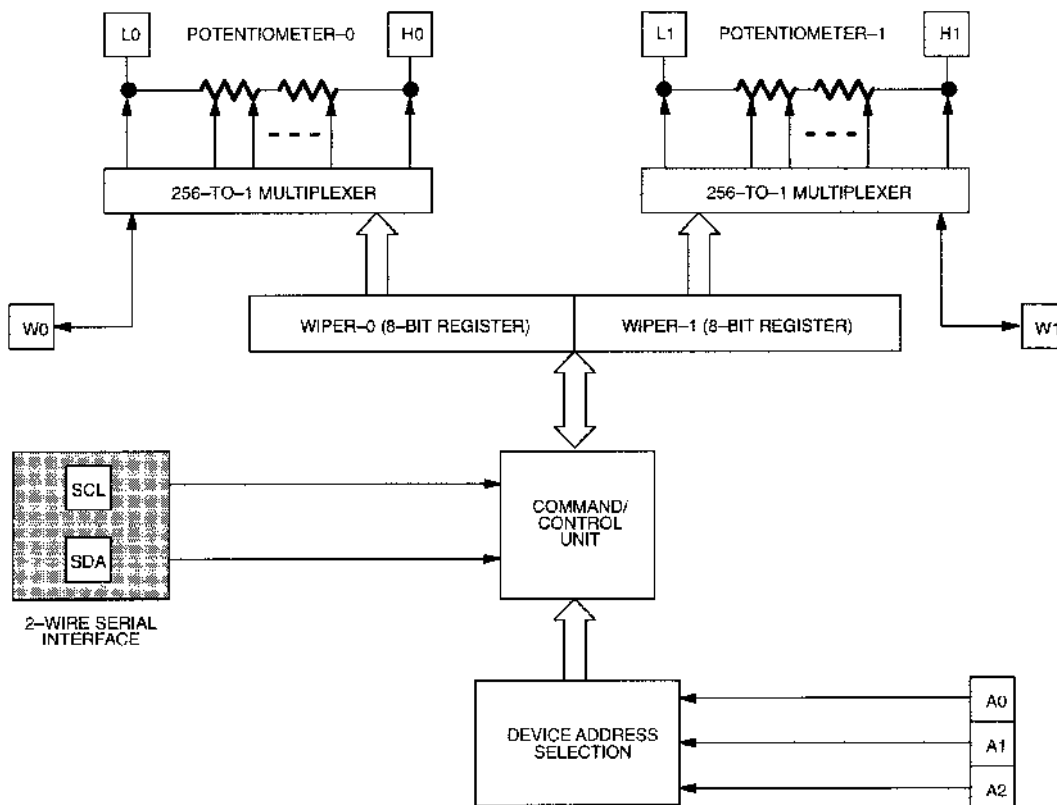 L0 POTENTIOMETER–0 H0
L1 POTENTIOMETER–1 H1
256–TO–1 MULTIPLEXER
256–TO–1 MULTIPLEXER
W0
WIPER–0 (8–BIT REGISTER)
WIPER–1 (8–BIT REGISTER)
W1
SCL
SDA
2–WIRE SERIAL
INTERFACE
COMMAND/
CONTROL
UNIT
DEVICE ADDRESS
SELECTION
A0
A1
A2